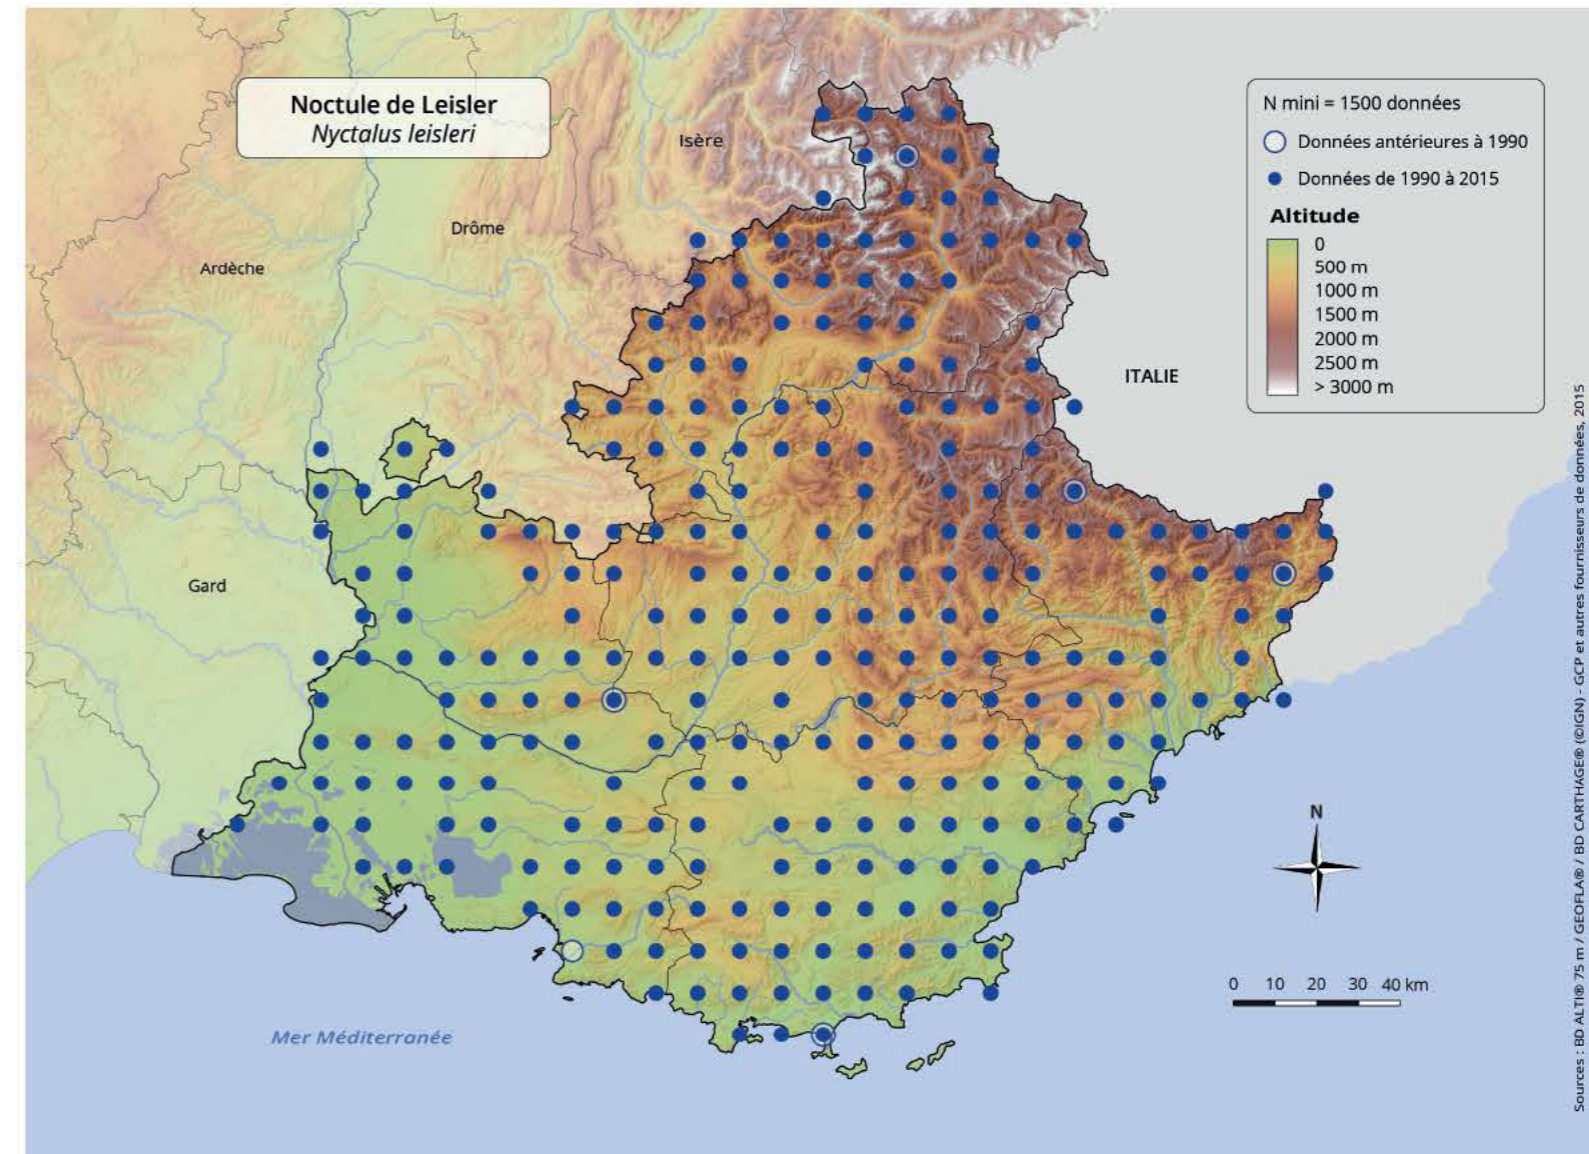 Noctule de Leisler
Nyctalus leisleri
N mini = 1500 données
Données antérieures à 1990
Données de 1990 à 2015
Altitude
0
500 m
1000 m
1500 m
2000 m
2500 m
> 3000 m
Isère
Drôme
Ardèche
ITALIE
Gard
N
0 10 20 30 40 km
Mer Méditerranée
Sources : BD ALTI® 75 m / GEOFLA® / BD CARTHAGE® (©IGN) - GCP et autres fournisseurs de données, 2015